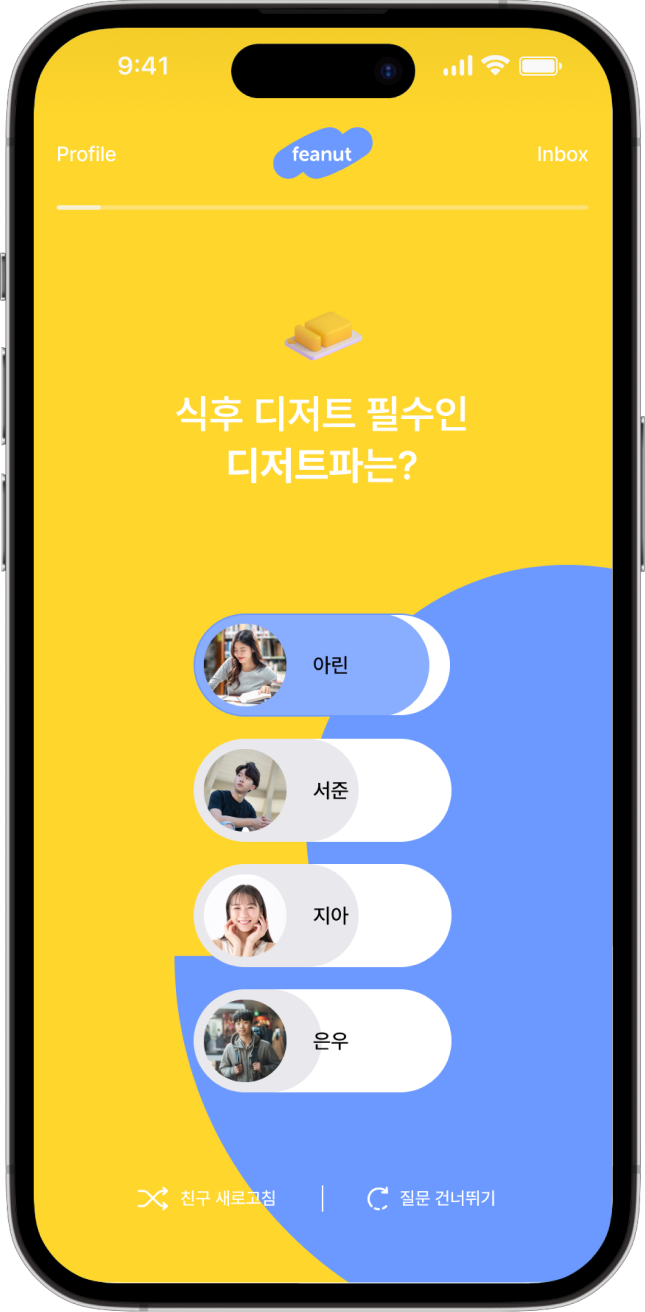 9:41
Profile
feanut
Inbox
식후 디저트 필수인
디저트파는?
아린
서준
지아
은우
친구 새로고침
질문 건너뛰기